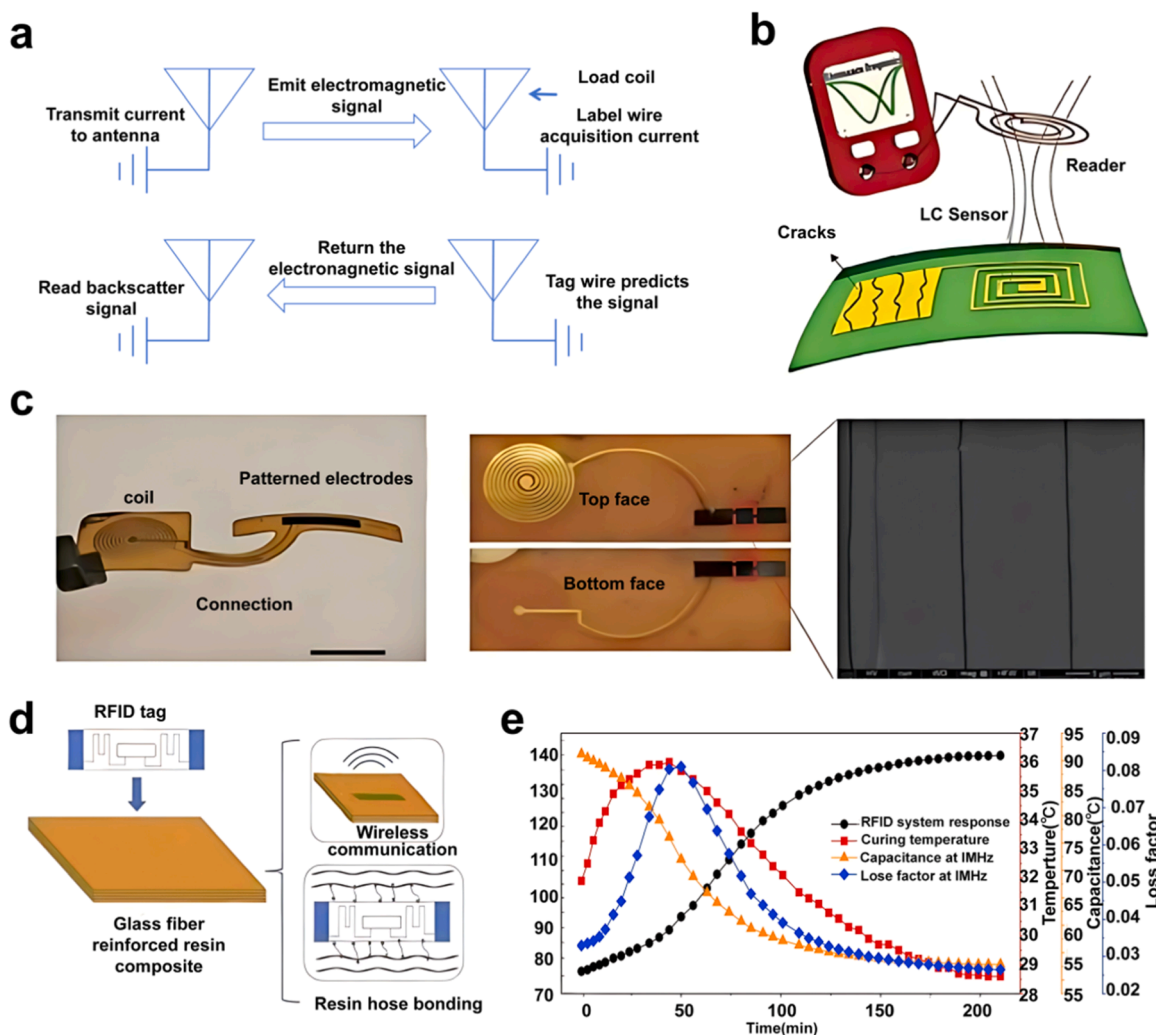 a
Emit electromagnetic
signal
Transmit current
to antenna
Load coil
Label wire
acquisition current
Return the
electronagnetic signal
Read backscatter
signal
Tag wire predicts
the signal
b
Reader
LC Sensor
Cracks
c
coil
Patterned electrodes
Connection
Top face
Bottom face
d
RFID tag
Glass fiber
reinforced resin
composite
Wireless
communication
Resin hose bonding
e
140
130
120
110
100
90
80
70
0
50
100
150
200
Time(min)
RFID system response
Curing temperature
Capacitance at IMHz
Lose factor at IMHz
37
36
35
34
33
32
31
30
29
28
Temperture(℃)
95
90
85
80
75
70
65
60
55
55
Capacitance(℃)
0.09
0.08
0.07
0.06
0.05
0.04
0.03
0.02
Loss factor